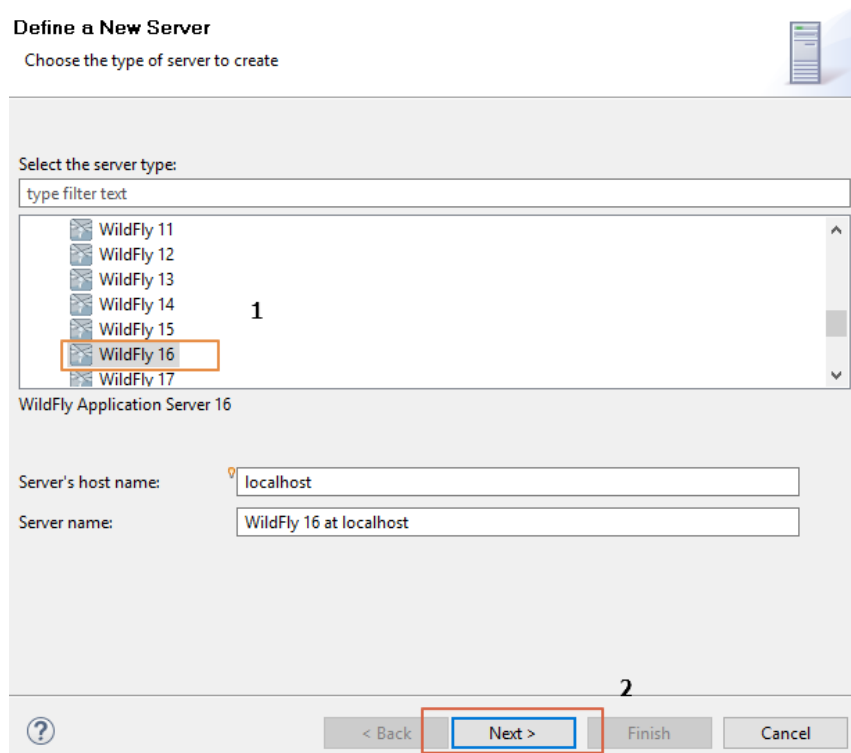 Define a New Server
Choose the type of server to create
Select the server type:
type filter text
WildFly 11
WildFly 12
WildFly 13
WildFly 14
1
WildFly 15
WildFly 16
WildFly 17
WildFly Application Server 16
Server's host name: localhost
Server name: WildFly 16 at localhost
2
? < Back Next > Finish Cancel